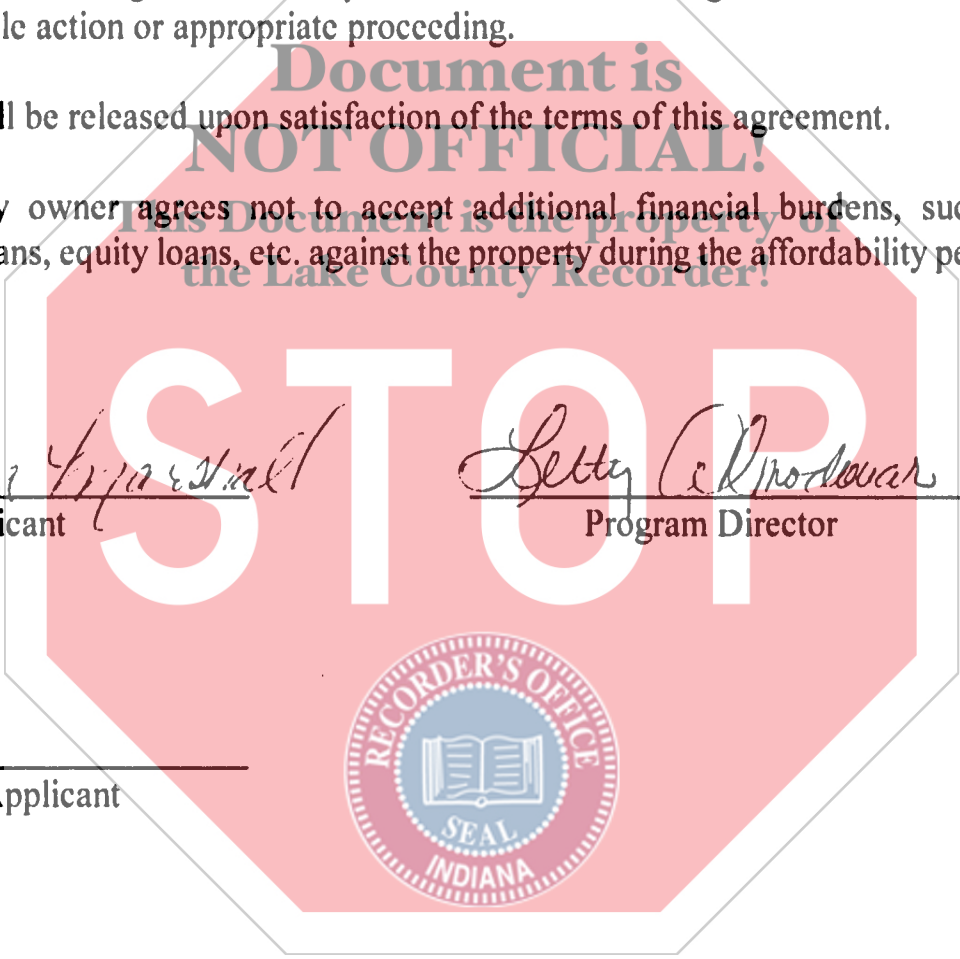 le action or appropriate proceeding.
Document is
ll be released upon satisfaction of the terms of this agreement.
NOT OFFICIAL!
y owner agrees not to accept additional financial burdens, suc
This Document is the property of
ans, equity loans, etc. against the property during the affordability pe
the Lake County Recorder!
STOP
Marshall
Betty
icant
Program Director
RECORDER'S OFFICE
SEAL
INDIANA
Applicant